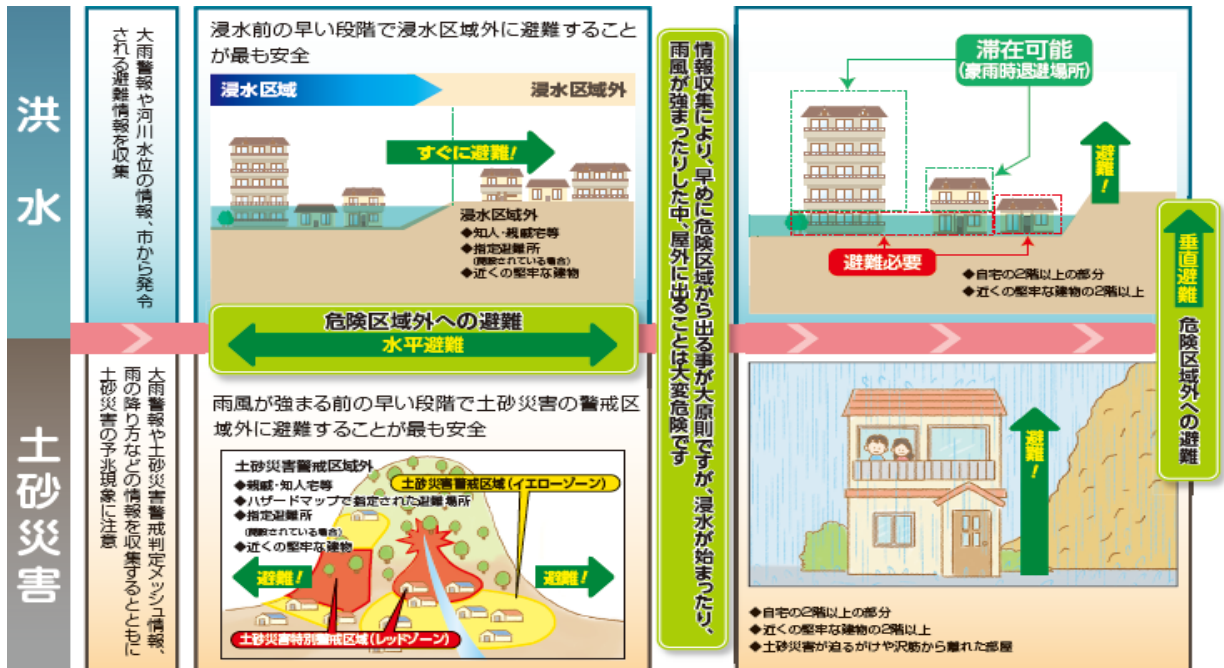 洪水
大雨警報や河川水位の情報、市から発令
される避難情報を収集
浸水前の早い段階で浸水区域外に避難すること
が最も安全
浸水区域
浸水区域外
すぐに避難!
浸水区域外
◆知人・親戚宅等
◆指定避難所
(開設されている場合)
◆近くの堅牢な建物
危険区域外への避難
水平避難
情報収集により、早めに危険区域から出る事が大原則ですが、浸水が始まったり、
雨風が強まったりした中、屋外に出ることは大変危険です
滞在可能
(豪雨時退避場所)
避難!
避難必要
◆自宅の2階以上の部分
◆近くの堅牢な建物の2階以上
垂直避難
危険区域外への避難
土砂災害
大雨警報や土砂災害警戒判定メッシュ情報、
雨の降り方などの情報を収集するとともに
土砂災害の予兆現象に注意
雨風が強まる前の早い段階で土砂災害の警戒区
域外に避難することが最も安全
土砂災害警戒区域外
◆親戚・知人宅等
◆ハザードマップで指定された避難場所
◆指定避難所
(開設されている場合)
◆近くの堅牢な建物
土砂災害警戒区域(イエローゾーン)
避難!
避難!
土砂災害特別警戒区域(レッドゾーン)
避難!
◆自宅の2階以上の部分
◆近くの堅牢な建物の2階以上
◆土砂災害が迫るがけや沢筋から離れた部屋